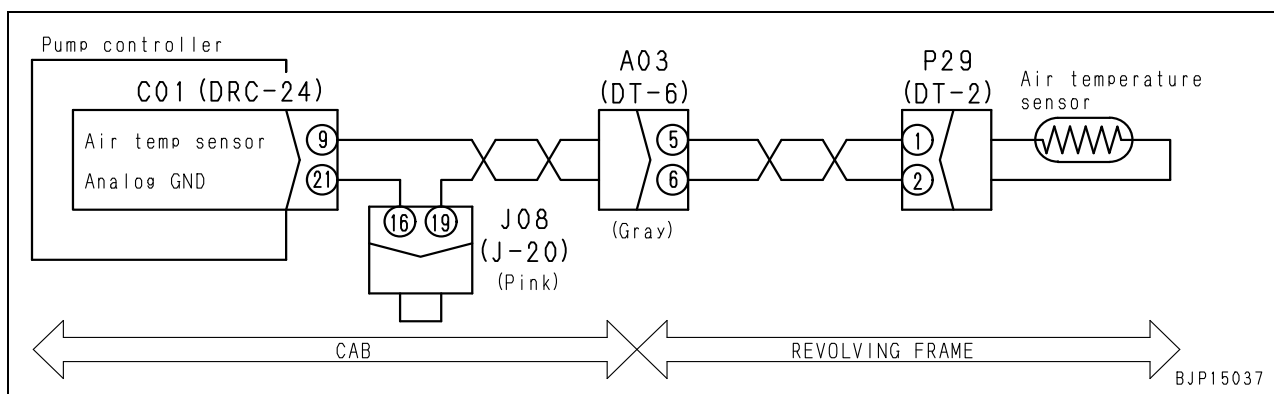 Pump controller
C01 (DRC-24)
Air temp sensor
9
Analog GND
21
16
19
J08
(J-20)
(Pink)
A03
(DT-6)
5
6
(Gray)
P29
(DT-2)
1
2
Air temperature
sensor
CAB
REVOLVING FRAME
BJP15037